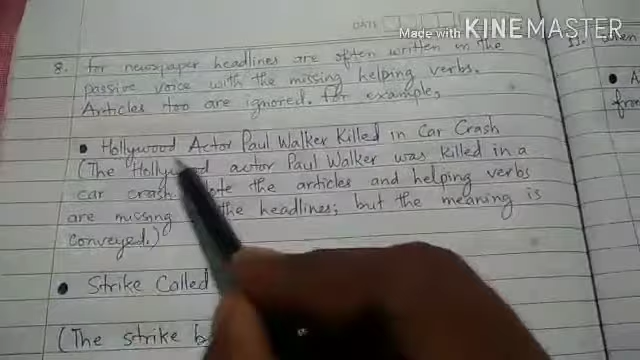 DATE
Made with KINEMASTER
8. for newspaper headlines are often written in the
passive voice with the missing helping verbs.
Articles too are ignored. for example,
• Hollywood Actor Paul Walker Killed in Car Crash
(The Hollywood actor Paul Walker was killed in a
car crash. the articles and helping verbs
are missing the headlines; but the meaning is
conveyed.)
• Strike Called
(The strike
11. when
• A